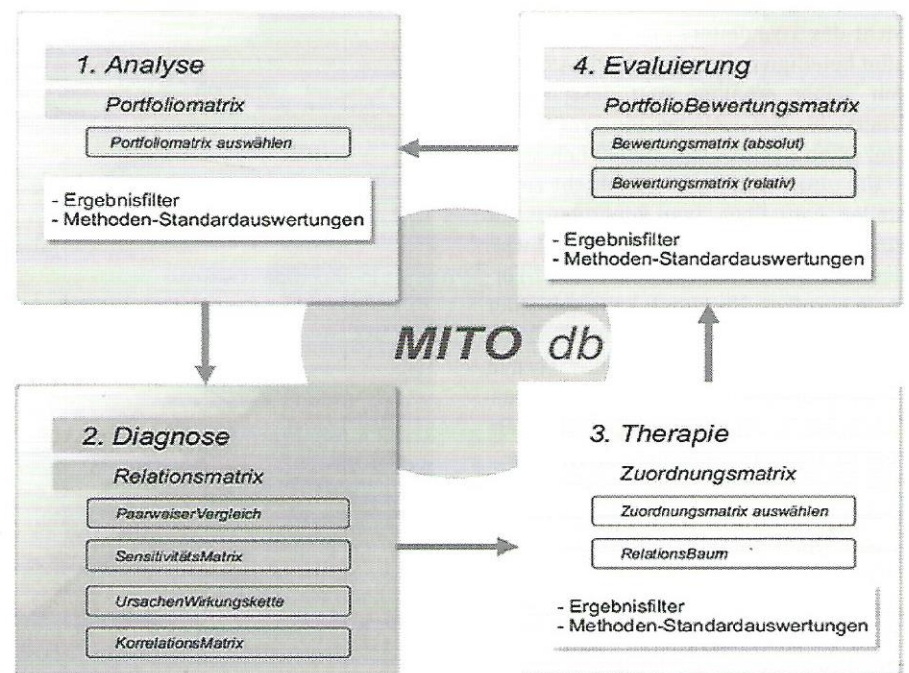 1. Analyse
Portfoliomatrix
Portfoliomatrix auswählen
- Ergebnisfilter
- Methoden-Standardauswertungen
4. Evaluierung
PortfolioBewertungsmatrix
Bewertungsmatrix (absolut)
Bewertungsmatrix (relativ)
- Ergebnisfilter
- Methoden-Standardauswertungen
MITO db
2. Diagnose
Relationsmatrix
PaarweiserVergleich
SensitivitätsMatrix
UrsachenWirkungskette
KorrelationsMatrix
3. Therapie
Zuordnungsmatrix
Zuordnungsmatrix auswählen
RelationsBaum
- Ergebnisfilter
- Methoden-Standardauswertungen